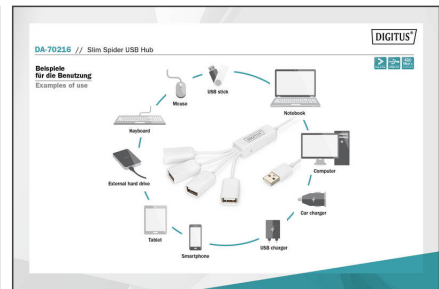 DIGITUS®
DA-70216 // Slim Spider USB Hub
Beispiele
für die Benutzung
Examples of use
USB stick
Mouse
Notebook
Keyboard
DIGITUS
Computer
External hard drive
Car charger
Tablet
USB charger
Smartphone